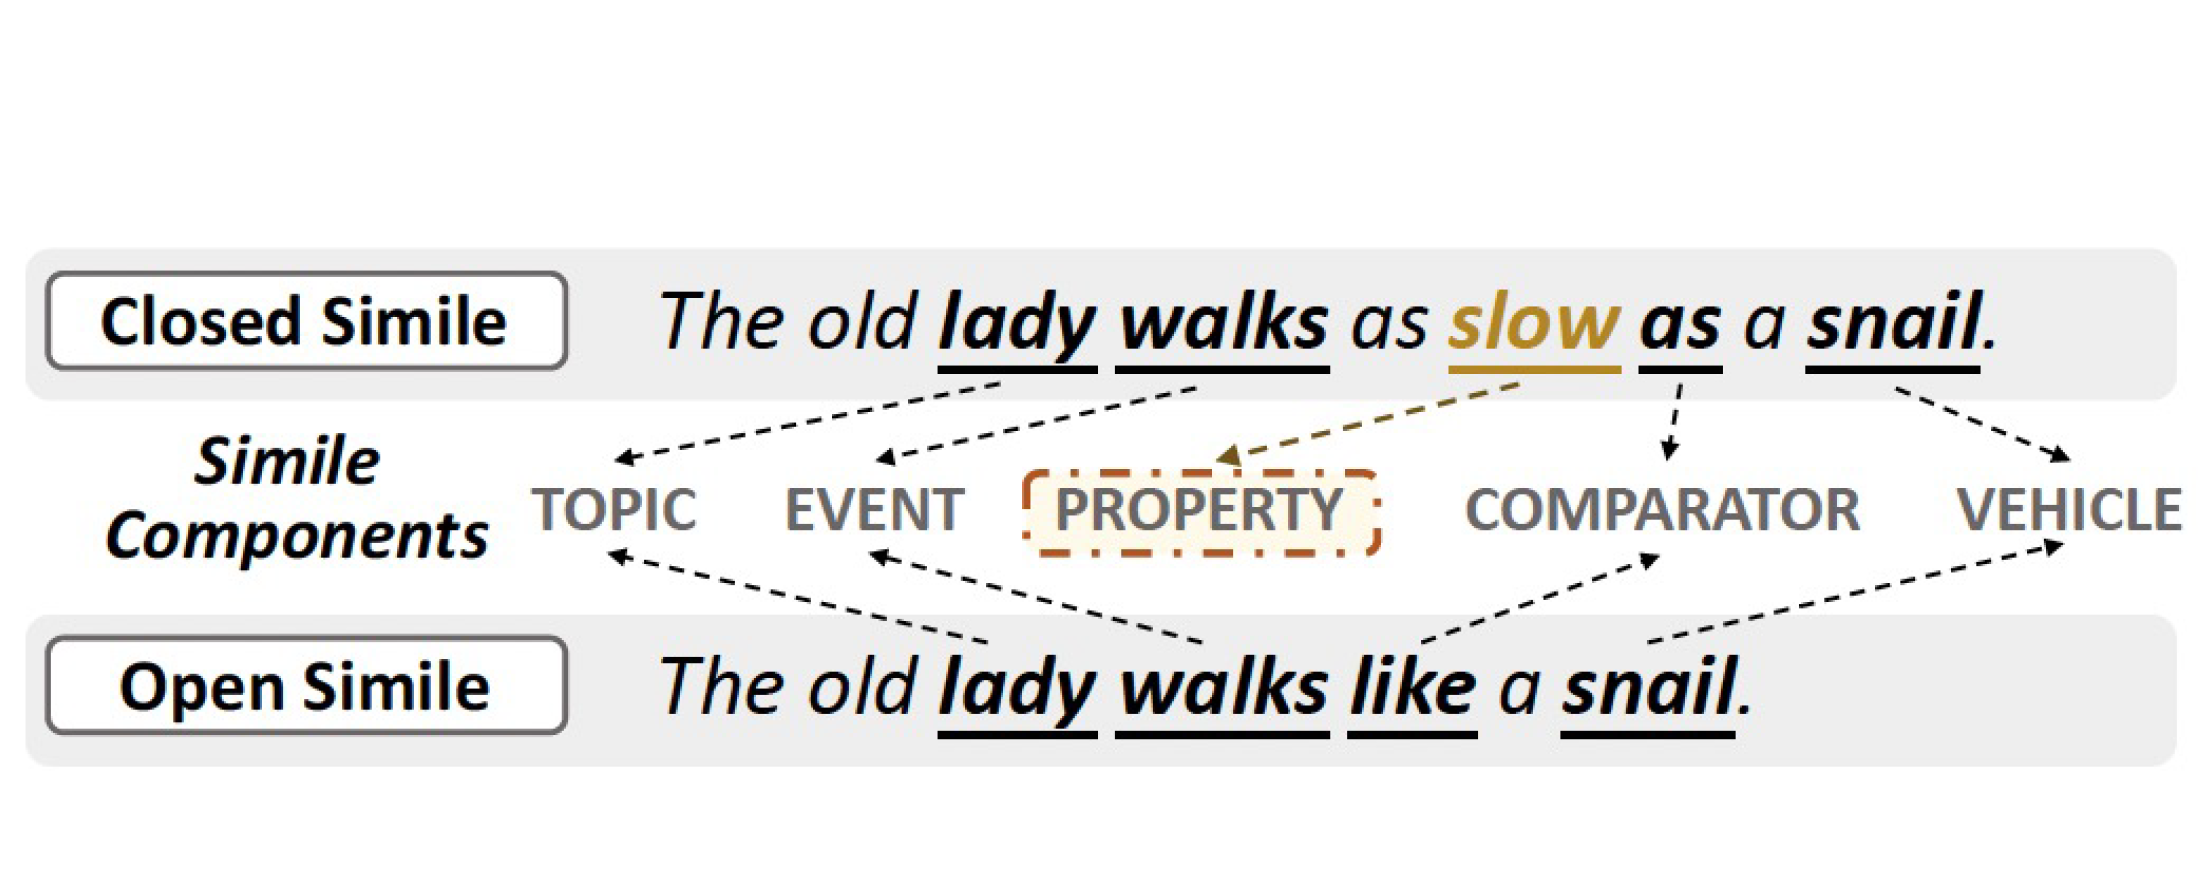 Closed Simile The old lady walks as slow as a snail.
Simile
Components
TOPIC EVENT PROPERTY COMPARATOR VEHICLE
Open Simile The old lady walks like a snail.